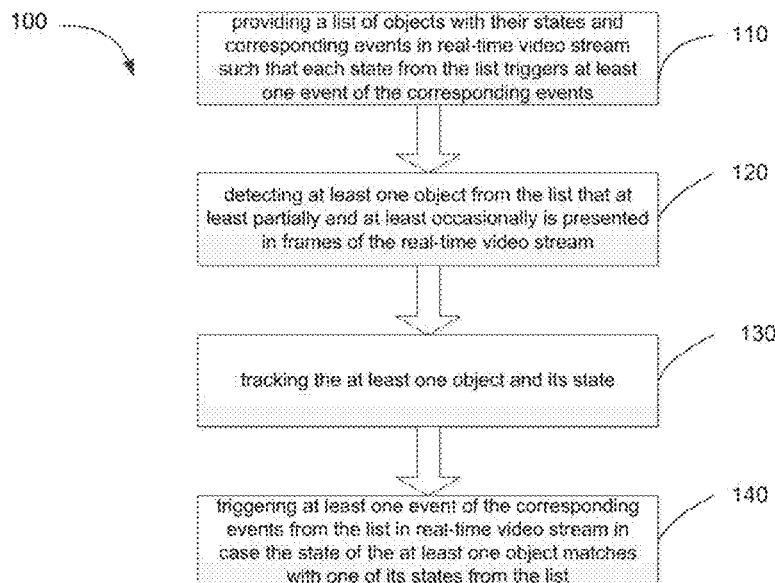 100
providing a list of objects with their states and
corresponding events in real-time video stream
such that each state from the list triggers at least
one event of the corresponding events
110
detecting at least one object from the list that at
least partially and at least occasionally is presented
in frames of the real-time video stream
120
tracking the at least one object and its state
130
triggering at least one event of the corresponding
events from the list in real-time video stream in
case the state of the at least one object matches
with one of its states from the list
140